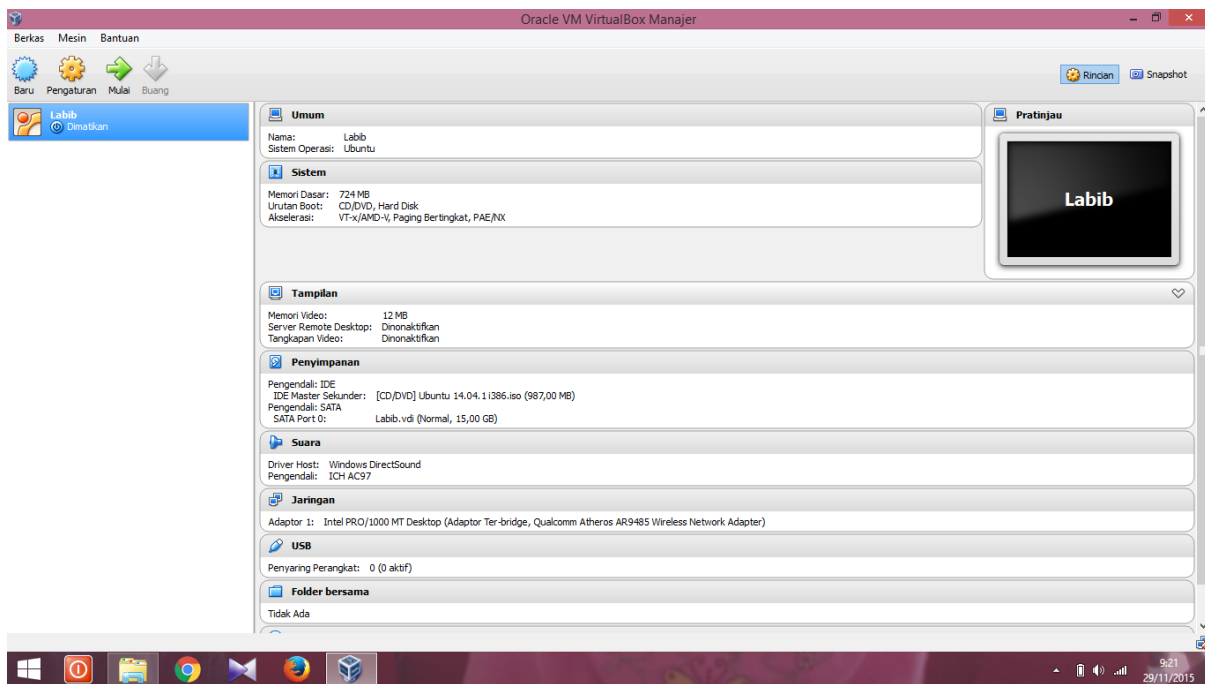 Oracle VM VirtualBox Manajer
Berkas Mesin Bantuan
Baru Pengaturan Mulai Buang
Rincian Snapshot
Labib
Dimatikan
Umum
Nama: Labib
Sistem Operasi: Ubuntu
Pratinjau
Labib
Sistem
Memori Dasar: 724 MB
Urutan Boot: CD/DVD, Hard Disk
Akselerasi: VT-x/AMD-V, Paging Bertingkat, PAE/NX
Tampilan
Memori Video: 12 MB
Server Remote Desktop: Dinonaktifkan
Tangkapan Video: Dinonaktifkan
Penyimpanan
Pengendali: IDE
IDE Master Sekunder: [CD/DVD] Ubuntu 14.04.1 i386.iso (987,00 MB)
Pengendali: SATA
SATA Port 0: Labib.vdi (Normal, 15,00 GB)
Suara
Driver Host: Windows DirectSound
Pengendali: ICH AC97
Jaringan
Adaptor 1: Intel PRO/1000 MT Desktop (Adaptor Ter-bridge, Qualcomm Atheros AR9485 Wireless Network Adapter)
USB
Penyaring Perangkat: 0 (0 aktif)
Folder bersama
Tidak Ada
9:21
29/11/2015